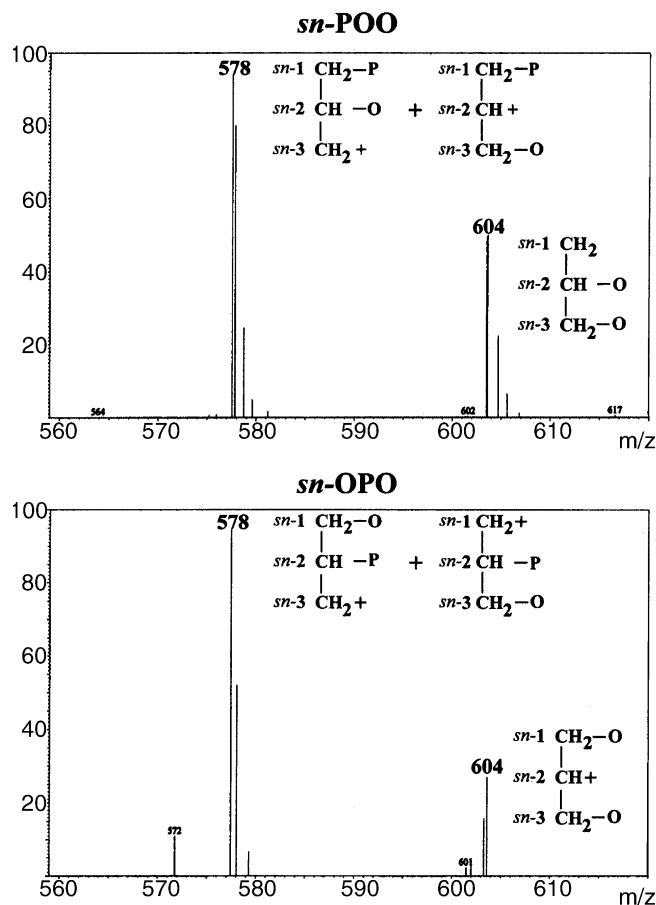 sn-POO
100
80
60
40
20
578
604
564
602
617
sn-1 CH2-P
sn-2 CH -O
sn-3 CH2+
+
sn-1 CH2-P
sn-2 CH+
sn-3 CH2-O
sn-1 CH2
sn-2 CH -O
sn-3 CH2-O
560 570 580 590 600 610 m/z
sn-OPO
100
80
60
40
20
572
578
601
604
sn-1 CH2-O
sn-2 CH -P
sn-3 CH2+
+
sn-1 CH2+
sn-2 CH -P
sn-3 CH2-O
sn-1 CH2-O
sn-2 CH+
sn-3 CH2-O
560 570 580 590 600 610 m/z